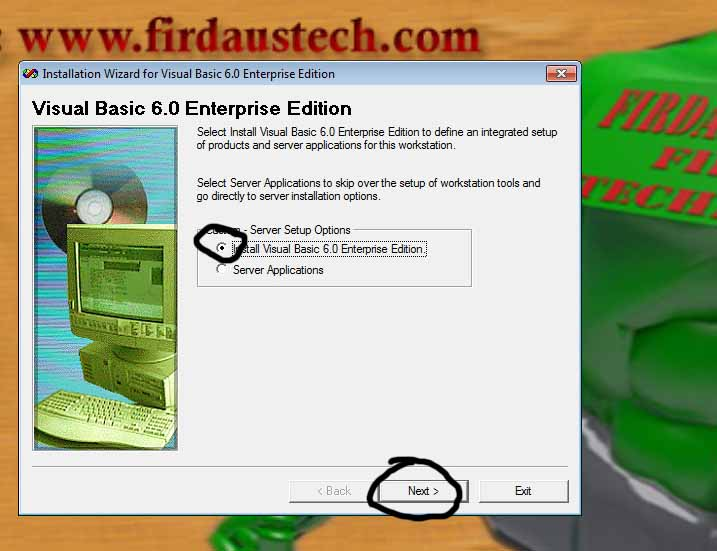 : www.firdaustech.com
Installation Wizard for Visual Basic 6.0 Enterprise Edition
Visual Basic 6.0 Enterprise Edition
Select Install Visual Basic 6.0 Enterprise Edition to define an integrated setup
of products and server applications for this workstation.
Select Server Applications to skip over the setup of workstation tools and
go directly to server installation options.
- Server Setup Options
Install Visual Basic 6.0 Enterprise Edition.
Server Applications
< Back
Next >
Exit
FIRDA
FI
TECH